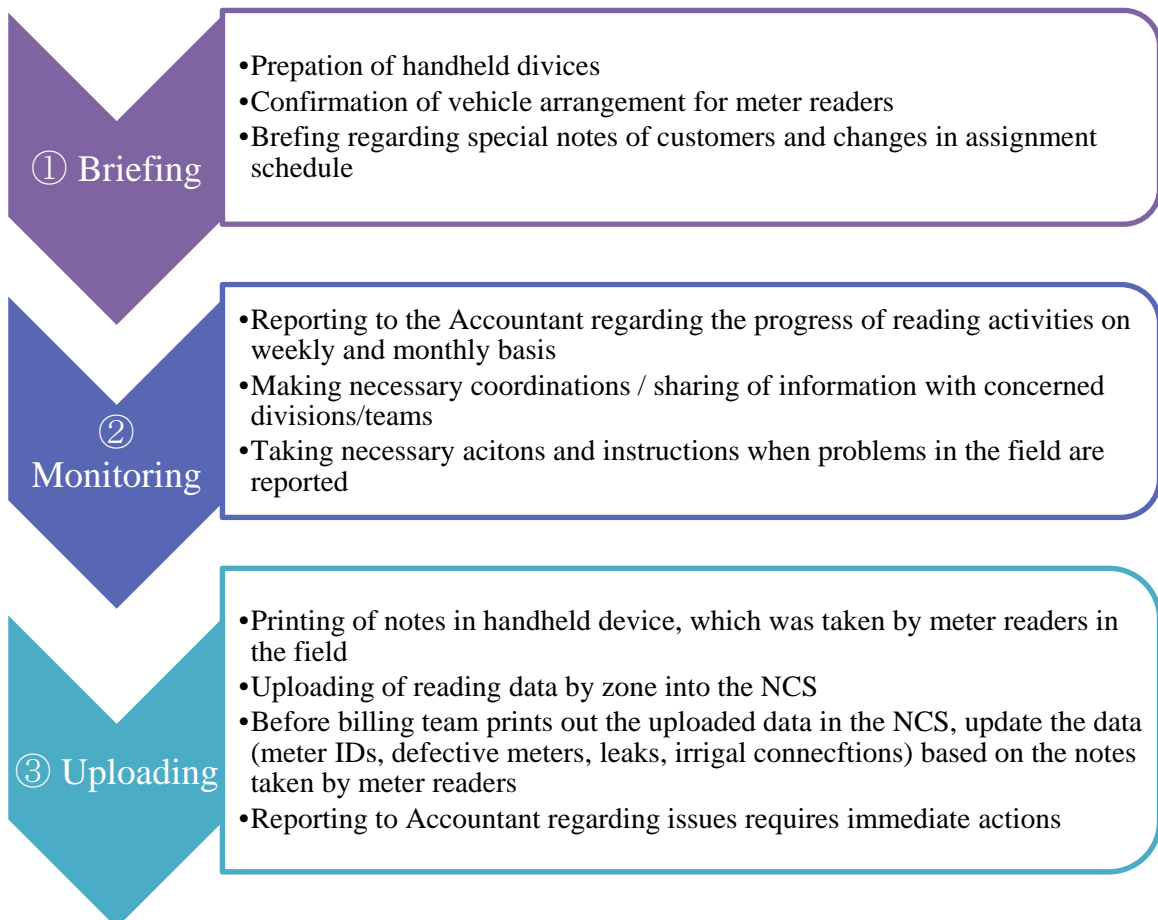 ① Briefing
•Prepation of handheld divices
•Confirmation of vehicle arrangement for meter readers
•Brefing regarding special notes of customers and changes in assignment
schedule
②
Monitoring
•Reporting to the Accountant regarding the progress of reading activities on
weekly and monthly basis
•Making necessary coordinations / sharing of information with concerned
divisions/teams
•Taking necessary acitons and instructions when problems in the field are
reported
③ Uploading
•Printing of notes in handheld device, which was taken by meter readers in
the field
•Uploading of reading data by zone into the NCS
•Before billing team prints out the uploaded data in the NCS, update the data
(meter IDs, defective meters, leaks, irrigal connecftions) based on the notes
taken by meter readers
•Reporting to Accountant regarding issues requires immediate actions